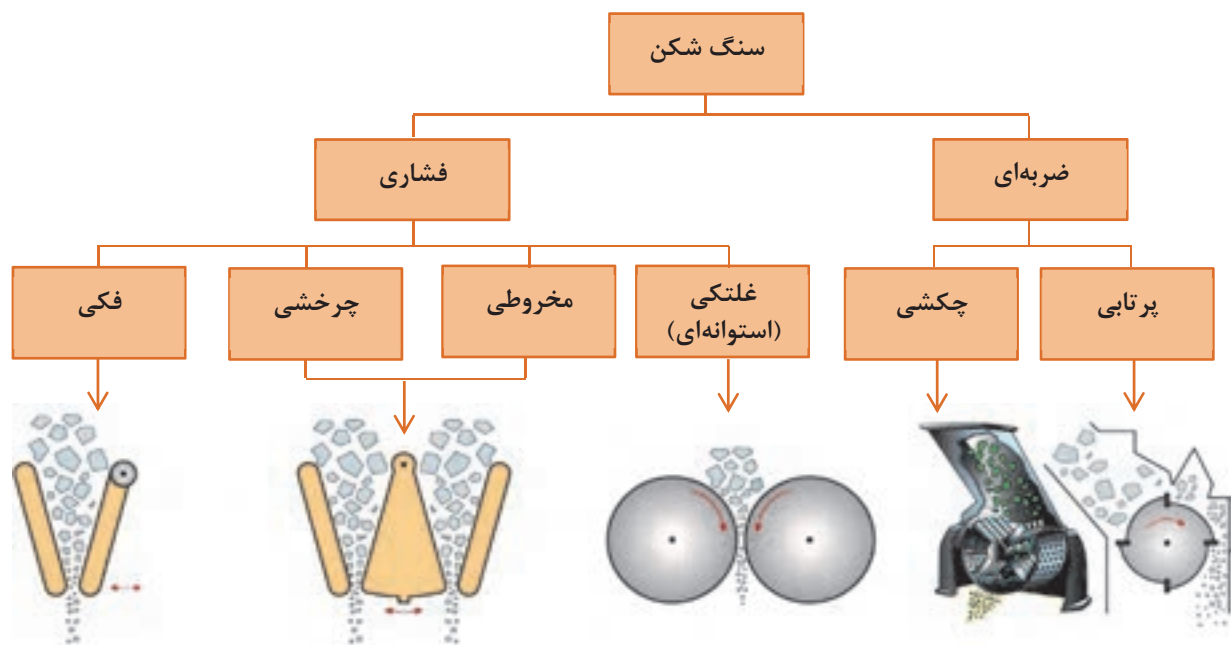 سنگ شکن
ضربه‌ای
فشاری
پرتابی
چکشی
غلتکی
(استوانه‌ای)
مخروطی
چرخشی
فکی